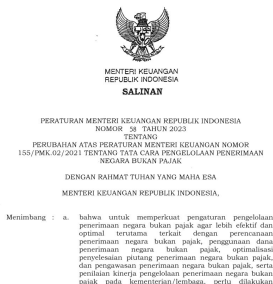 MENTERI KEUANGAN
REPUBLIK INDONESIA
SALINAN
PERATURAN MENTERI KEUANGAN REPUBLIK INDONESIA
NOMOR 58 TAHUN 2023
TENTANG
PERUBAHAN ATAS PERATURAN MENTERI KEUANGAN NOMOR
155/PMK.02/2021 TENTANG TATA CARA PENGELOLAAN PENERIMAAN
NEGARA BUKAN PAJAK
DENGAN RAHMAT TUHAN YANG MAHA ESA
MENTERI KEUANGAN REPUBLIK INDONESIA,
Menimbang : a. bahwa untuk memperkuat pengaturan pengelolaan
penerimaan negara bukan pajak agar lebih efektif dan
optimal terutama terkait dengan perencanaan
penerimaan negara bukan pajak, penggunaan dana
penerimaan negara bukan pajak, optimalisasi
penyelesaian piutang penerimaan negara bukan pajak,
dan pengawasan penerimaan negara bukan pajak, serta
penilaian kinerja pengelolaan penerimaan negara bukan
pajak pada kementerian/lembaga, perlu dilakukan